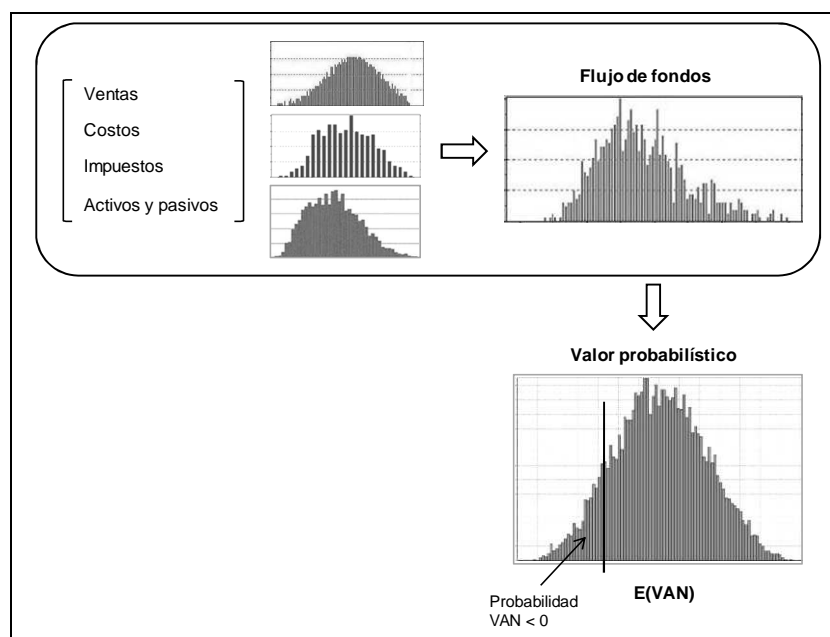 Ventas
Costos
Impuestos
Activos y pasivos
Flujo de fondos
Valor probabilístico
Probabilidad
VAN < 0
E(VAN)